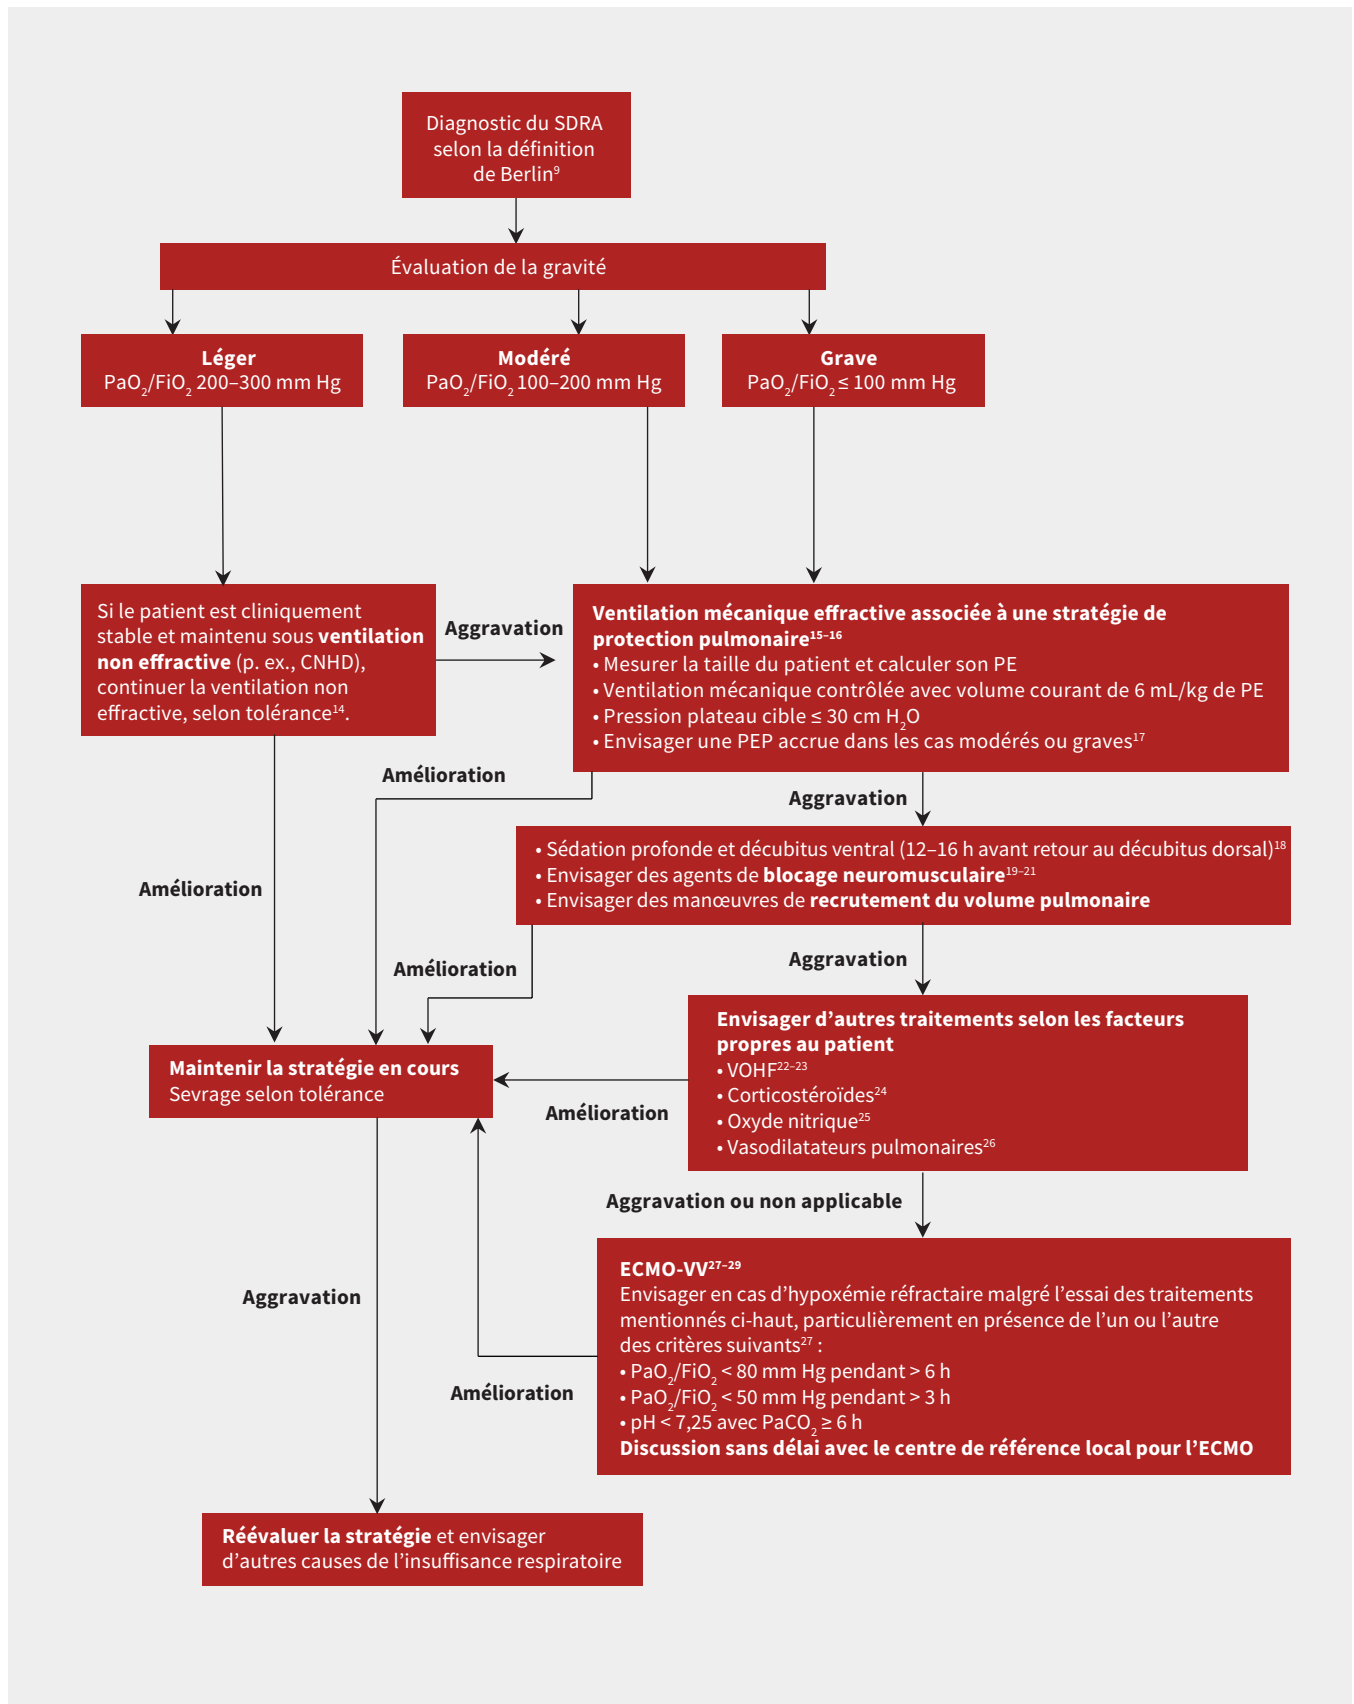 Diagnostic du SDRA
selon la définition
de Berlin⁹
Évaluation de la gravité
Léger
PaO₂/FiO₂ 200–300 mm Hg
Modéré
PaO₂/FiO₂ 100–200 mm Hg
Grave
PaO₂/FiO₂ ≤ 100 mm Hg
Si le patient est cliniquement
stable et maintenu sous ventilation
non effractive (p. ex., CNHD),
continuer la ventilation non
effractive, selon tolérance¹⁴.
Aggravation
Ventilation mécanique effractive associée à une stratégie de
protection pulmonaire¹⁵⁻¹⁶
• Mesurer la taille du patient et calculer son PE
• Ventilation mécanique contrôlée avec volume courant de 6 mL/kg de PE
• Pression plateau cible ≤ 30 cm H₂O
• Envisager une PEP accrue dans les cas modérés ou graves¹⁷
Amélioration
Aggravation
• Sédation profonde et décubitus ventral (12–16 h avant retour au décubitus dorsal)¹⁸
• Envisager des agents de blocage neuromusculaire¹⁹⁻²¹
• Envisager des manœuvres de recrutement du volume pulmonaire
Amélioration
Amélioration
Aggravation
Envisager d’autres traitements selon les facteurs
propres au patient
• VOHF²²⁻²³
• Corticostéroïdes²⁴
• Oxyde nitrique²⁵
• Vasodilatateurs pulmonaires²⁶
Maintenir la stratégie en cours
Sevrage selon tolérance
Amélioration
Aggravation ou non applicable
ECMO-VV²⁷⁻²⁹
Envisager en cas d’hypoxémie réfractaire malgré l’essai des traitements
mentionnés ci-haut, particulièrement en présence de l’un ou l’autre
des critères suivants²⁷ :
• PaO₂/FiO₂ < 80 mm Hg pendant > 6 h
• PaO₂/FiO₂ < 50 mm Hg pendant > 3 h
• pH < 7,25 avec PaCO₂ ≥ 6 h
Discussion sans délai avec le centre de référence local pour l’ECMO
Aggravation
Amélioration
Réévaluer la stratégie et envisager
d’autres causes de l’insuffisance respiratoire